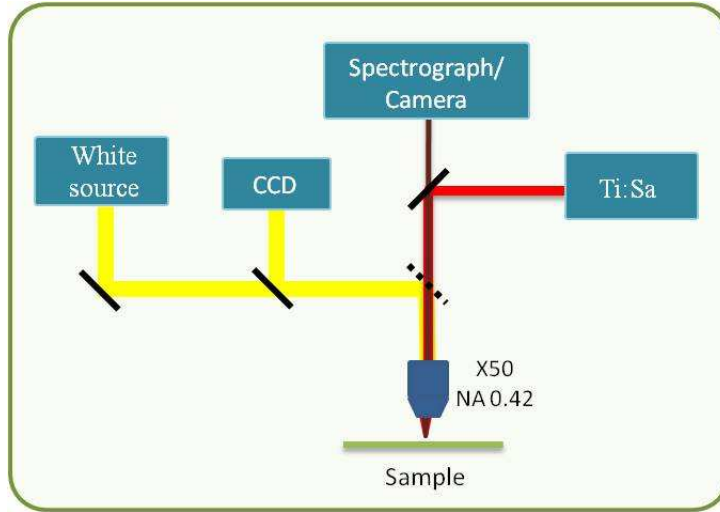 Spectrograph/
Camera
White
source
CCD
Ti:Sa
X50
NA 0.42
Sample